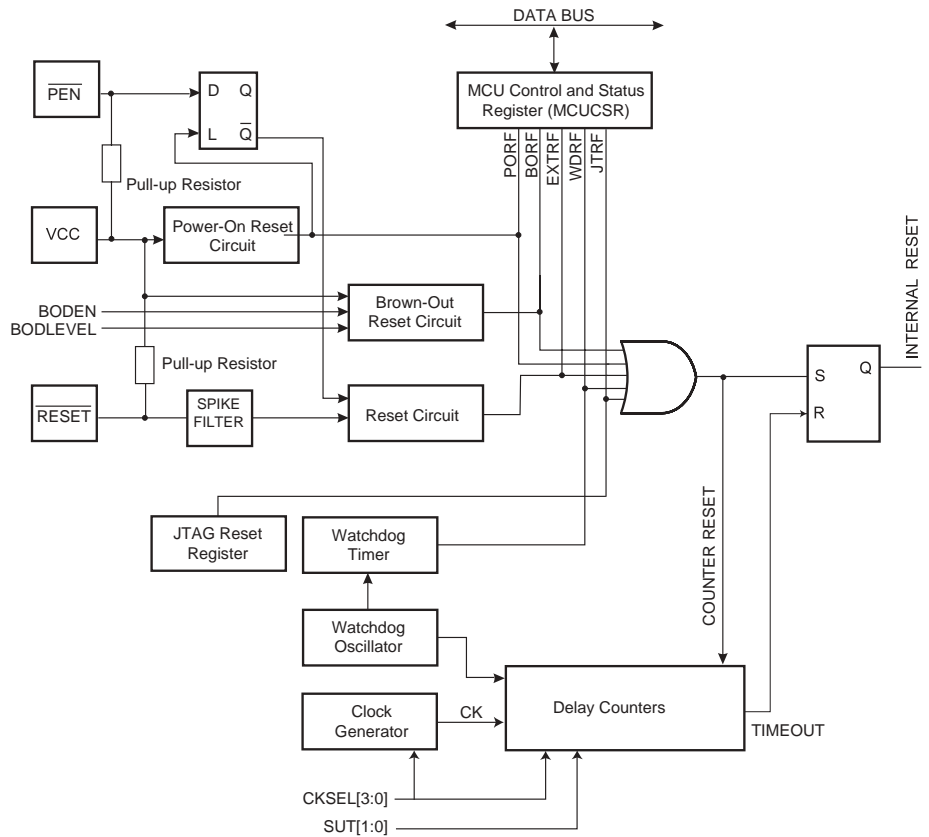 DATA BUS
MCU Control and Status
Register (MCUCSR)
PORF
BORF
EXTRF
WDRF
JTRF
PEN
D Q
L Q
Pull-up Resistor
VCC
Power-On Reset
Circuit
BODEN
BODLEVEL
Brown-Out
Reset Circuit
Pull-up Resistor
RESET
SPIKE
FILTER
Reset Circuit
INTERNAL RESET
S Q
R
JTAG Reset
Register
Watchdog
Timer
COUNTER RESET
Watchdog
Oscillator
Clock
Generator
CK
Delay Counters
TIMEOUT
CKSEL[3:0]
SUT[1:0]